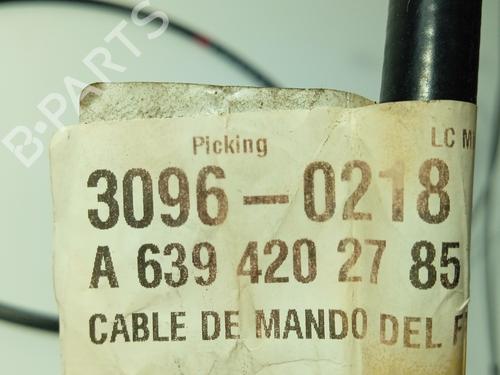 B-PARTS
Picking
LC M
3096-0218
A 639 420 27 85
CABLE DE MANDO DEL F